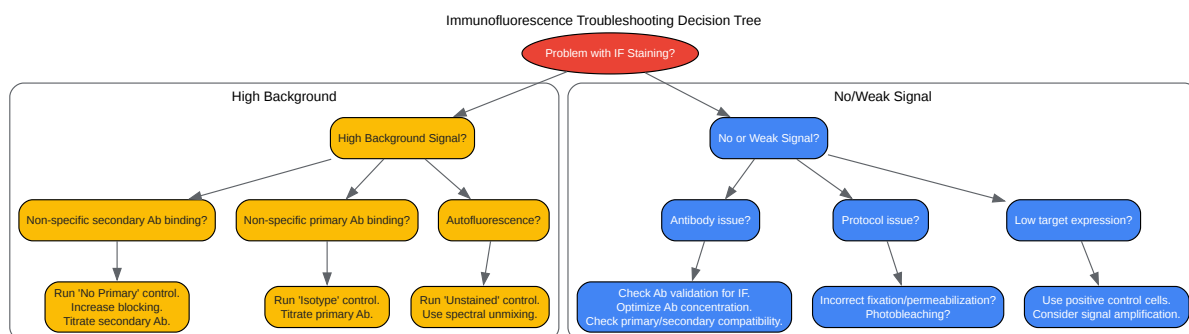 Immunofluorescence Troubleshooting Decision Tree
Problem with IF Staining?
High Background
No/Weak Signal
High Background Signal?
No or Weak Signal?
Non-specific secondary Ab binding?
Non-specific primary Ab binding?
Autofluorescence?
Antibody issue?
Protocol issue?
Low target expression?
Run 'No Primary' control.
Increase blocking.
Titrate secondary Ab.
Run 'Isotype' control.
Titrate primary Ab.
Run 'Unstained' control.
Use spectral unmixing.
Check Ab validation for IF.
Optimize Ab concentration.
Check primary/secondary compatibility.
Incorrect fixation/permeabilization?
Photobleaching?
Use positive control cells.
Consider signal amplification.